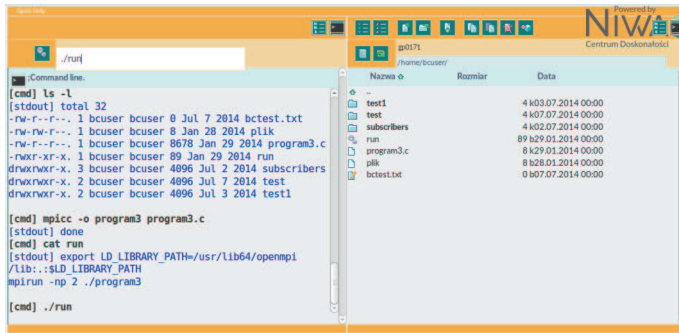 Quick Help
Powered by
NIWA
Centrum Doskonałości
./run
gp0171
/home/bcuser/
;Command line.
Nazwa Rozmiar Data
[cmd] ls -l
[stdout] total 32
-rw-r--r--. 1 bcuser bcuser 0 Jul 7 2014 bctest.txt
-rw-rw-r--. 1 bcuser bcuser 8 Jan 28 2014 plik
-rw-r--r--. 1 bcuser bcuser 8678 Jan 29 2014 program3.c
-rwxr-xr-x. 1 bcuser bcuser 89 Jan 29 2014 run
drwxrwxr-x. 3 bcuser bcuser 4096 Jul 2 2014 subscribers
drwxrwxr-x. 2 bcuser bcuser 4096 Jul 7 2014 test
drwxrwxr-x. 2 bcuser bcuser 4096 Jul 3 2014 test1
[cmd] mpicc -o program3 program3.c
[stdout] done
[cmd] cat run
[stdout] export LD_LIBRARY_PATH=/usr/lib64/openmpi
/lib:.:$LD_LIBRARY_PATH
mpirun -np 2 ./program3
[cmd] ./run
..
test1 4 k03.07.2014 00:00
test 4 k07.07.2014 00:00
subscribers 4 k02.07.2014 00:00
run 89 b29.01.2014 00:00
program3.c 8 k29.01.2014 00:00
plik 8 b28.01.2014 00:00
bctest.txt 0 b07.07.2014 00:00